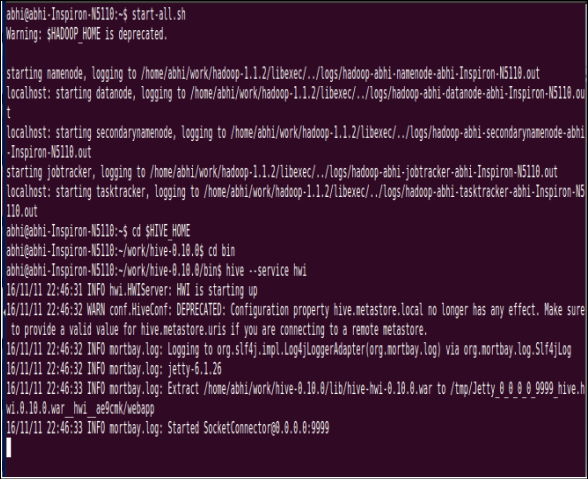 abhi@abhi-Inspiron-N5110:~$ start-all.sh
Warning: $HADOOP_HOME is deprecated.
starting namenode, logging to /home/abhi/work/hadoop-1.1.2/libexec/../logs/hadoop-abhi-namenode-abhi-Inspiron-N5110.out
localhost: starting datanode, logging to /home/abhi/work/hadoop-1.1.2/libexec/../logs/hadoop-abhi-datanode-abhi-Inspiron-N5110.ou
t
localhost: starting secondarynamenode, logging to /home/abhi/work/hadoop-1.1.2/libexec/../logs/hadoop-abhi-secondarynamenode-abhi
-Inspiron-N5110.out
starting jobtracker, logging to /home/abhi/work/hadoop-1.1.2/libexec/../logs/hadoop-abhi-jobtracker-abhi-Inspiron-N5110.out
localhost: starting tasktracker, logging to /home/abhi/work/hadoop-1.1.2/libexec/../logs/hadoop-abhi-tasktracker-abhi-Inspiron-N5
110.out
abhi@abhi-Inspiron-N5110:~$ cd $HIVE_HOME
abhi@abhi-Inspiron-N5110:~/work/hive-0.10.0$ cd bin
abhi@abhi-Inspiron-N5110:~/work/hive-0.10.0/bin$ hive --service hwi
16/11/11 22:46:31 INFO hwi.HWIServer: HWI is starting up
16/11/11 22:46:32 WARN conf.HiveConf: DEPRECATED: Configuration property hive.metastore.local no longer has any effect. Make sure
to provide a valid value for hive.metastore.uris if you are connecting to a remote metastore.
16/11/11 22:46:32 INFO mortbay.log: Logging to org.slf4j.impl.Log4jLoggerAdapter(org.mortbay.log) via org.mortbay.log.Slf4jLog
16/11/11 22:46:32 INFO mortbay.log: jetty-6.1.26
16/11/11 22:46:33 INFO mortbay.log: Extract /home/abhi/work/hive-0.10.0/lib/hive-hwi-0.10.0.war to /tmp/Jetty_0_0_0_0_9999_hive.h
wi.0.10.0.war__hwi__ae9cmk/webapp
16/11/11 22:46:33 INFO mortbay.log: Started SocketConnector@0.0.0.0:9999